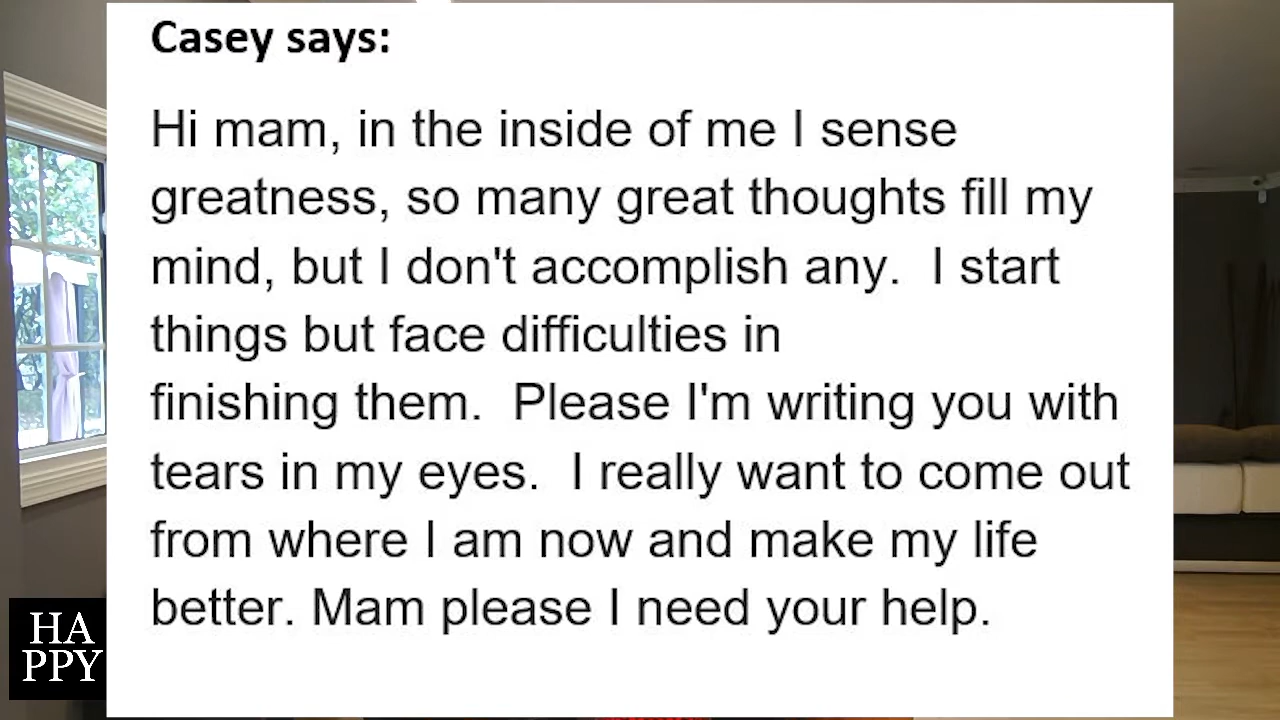 Casey says:
Hi mam, in the inside of me I sense
greatness, so many great thoughts fill my
mind, but I don't accomplish any.  I start
things but face difficulties in
finishing them.  Please I'm writing you with
tears in my eyes.  I really want to come out
from where I am now and make my life
better. Mam please I need your help.
HA
PPY